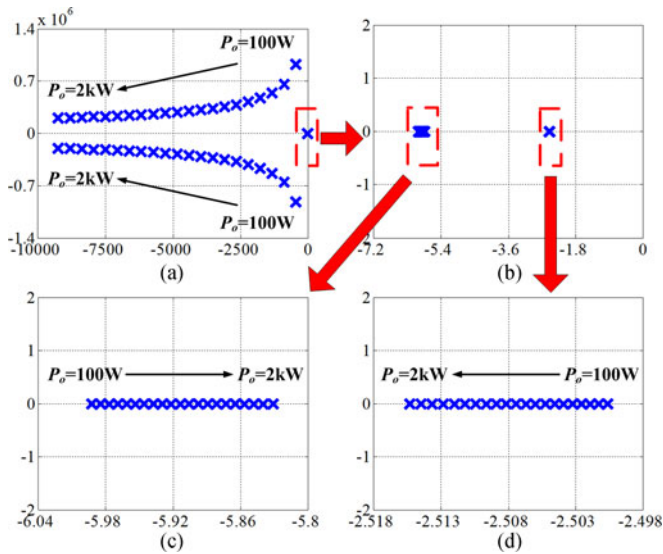 1.4 x 10⁶
Pₒ=100W
0.7
Pₒ=2kW
0
Pₒ=2kW
-0.7
Pₒ=100W
-1.4
-10000 -7500 -5000 -2500 0
(a)
2
1
0
-1
-2
-7.2 -5.4 -3.6 -1.8 0
(b)
2
1
Pₒ=100W Pₒ=2kW
0
-1
-2
-6.04 -5.98 -5.92 -5.86 -5.8
(c)
2
1
Pₒ=2kW Pₒ=100W
0
-1
-2
-2.518 -2.513 -2.508 -2.503 -2.498
(d)